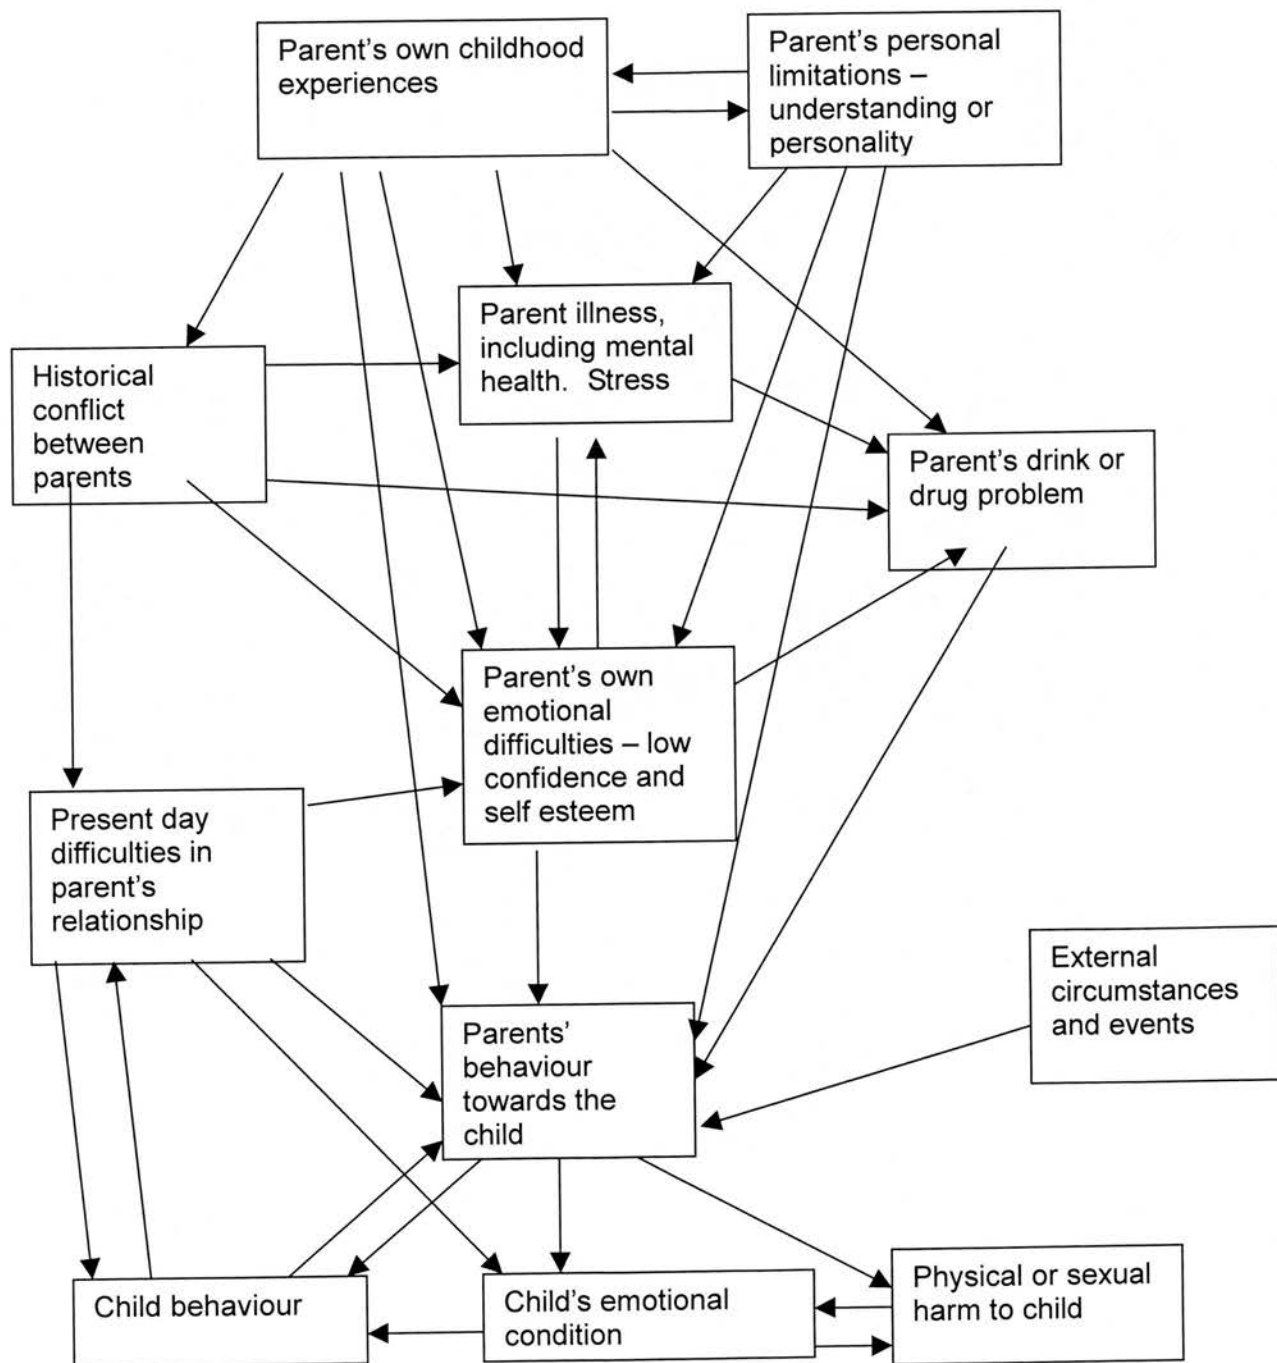 Parent's own childhood
experiences
Parent's personal
limitations –
understanding or
personality
Parent illness,
including mental
health.  Stress
Historical
conflict
between
parents
Parent's drink or
drug problem
Parent's own
emotional
difficulties – low
confidence and
self esteem
Present day
difficulties in
parent's
relationship
External
circumstances
and events
Parents'
behaviour
towards the
child
Child behaviour
Child's emotional
condition
Physical or sexual
harm to child